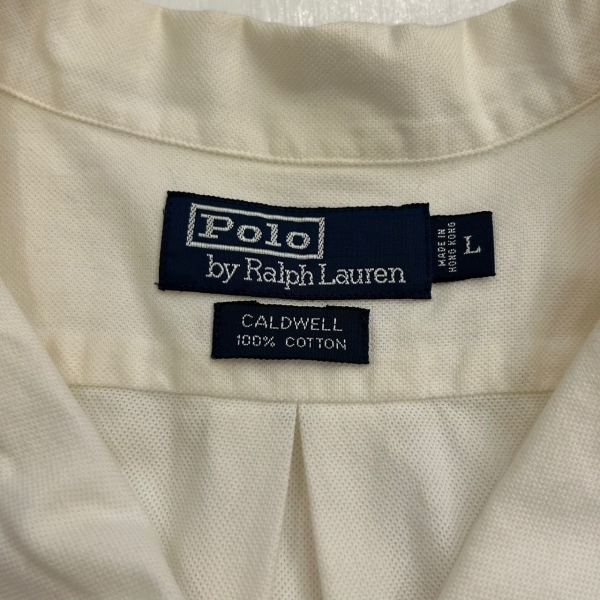 Polo
by Ralph Lauren
MADE IN
HONG KONG
L
CALDWELL
100% COTTON